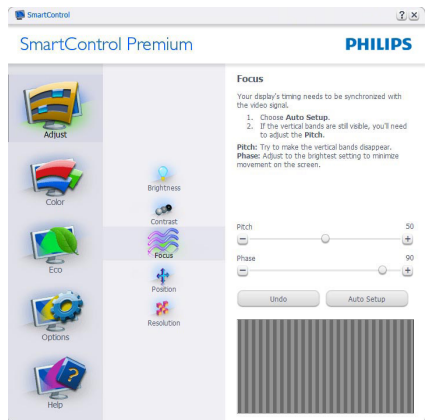 SmartControl
SmartControl Premium
PHILIPS
Adjust
Color
Eco
Options
Help
Brightness
Contrast
Focus
Position
Resolution
Focus
Your display's timing needs to be synchronized with
the video signal.
1. Choose Auto Setup.
2. If the vertical bands are still visible, you'll need
to adjust the Pitch.
Pitch: Try to make the vertical bands disappear.
Phase: Adjust to the brightest setting to minimize
movement on the screen.
Pitch 50
Phase 90
Undo Auto Setup